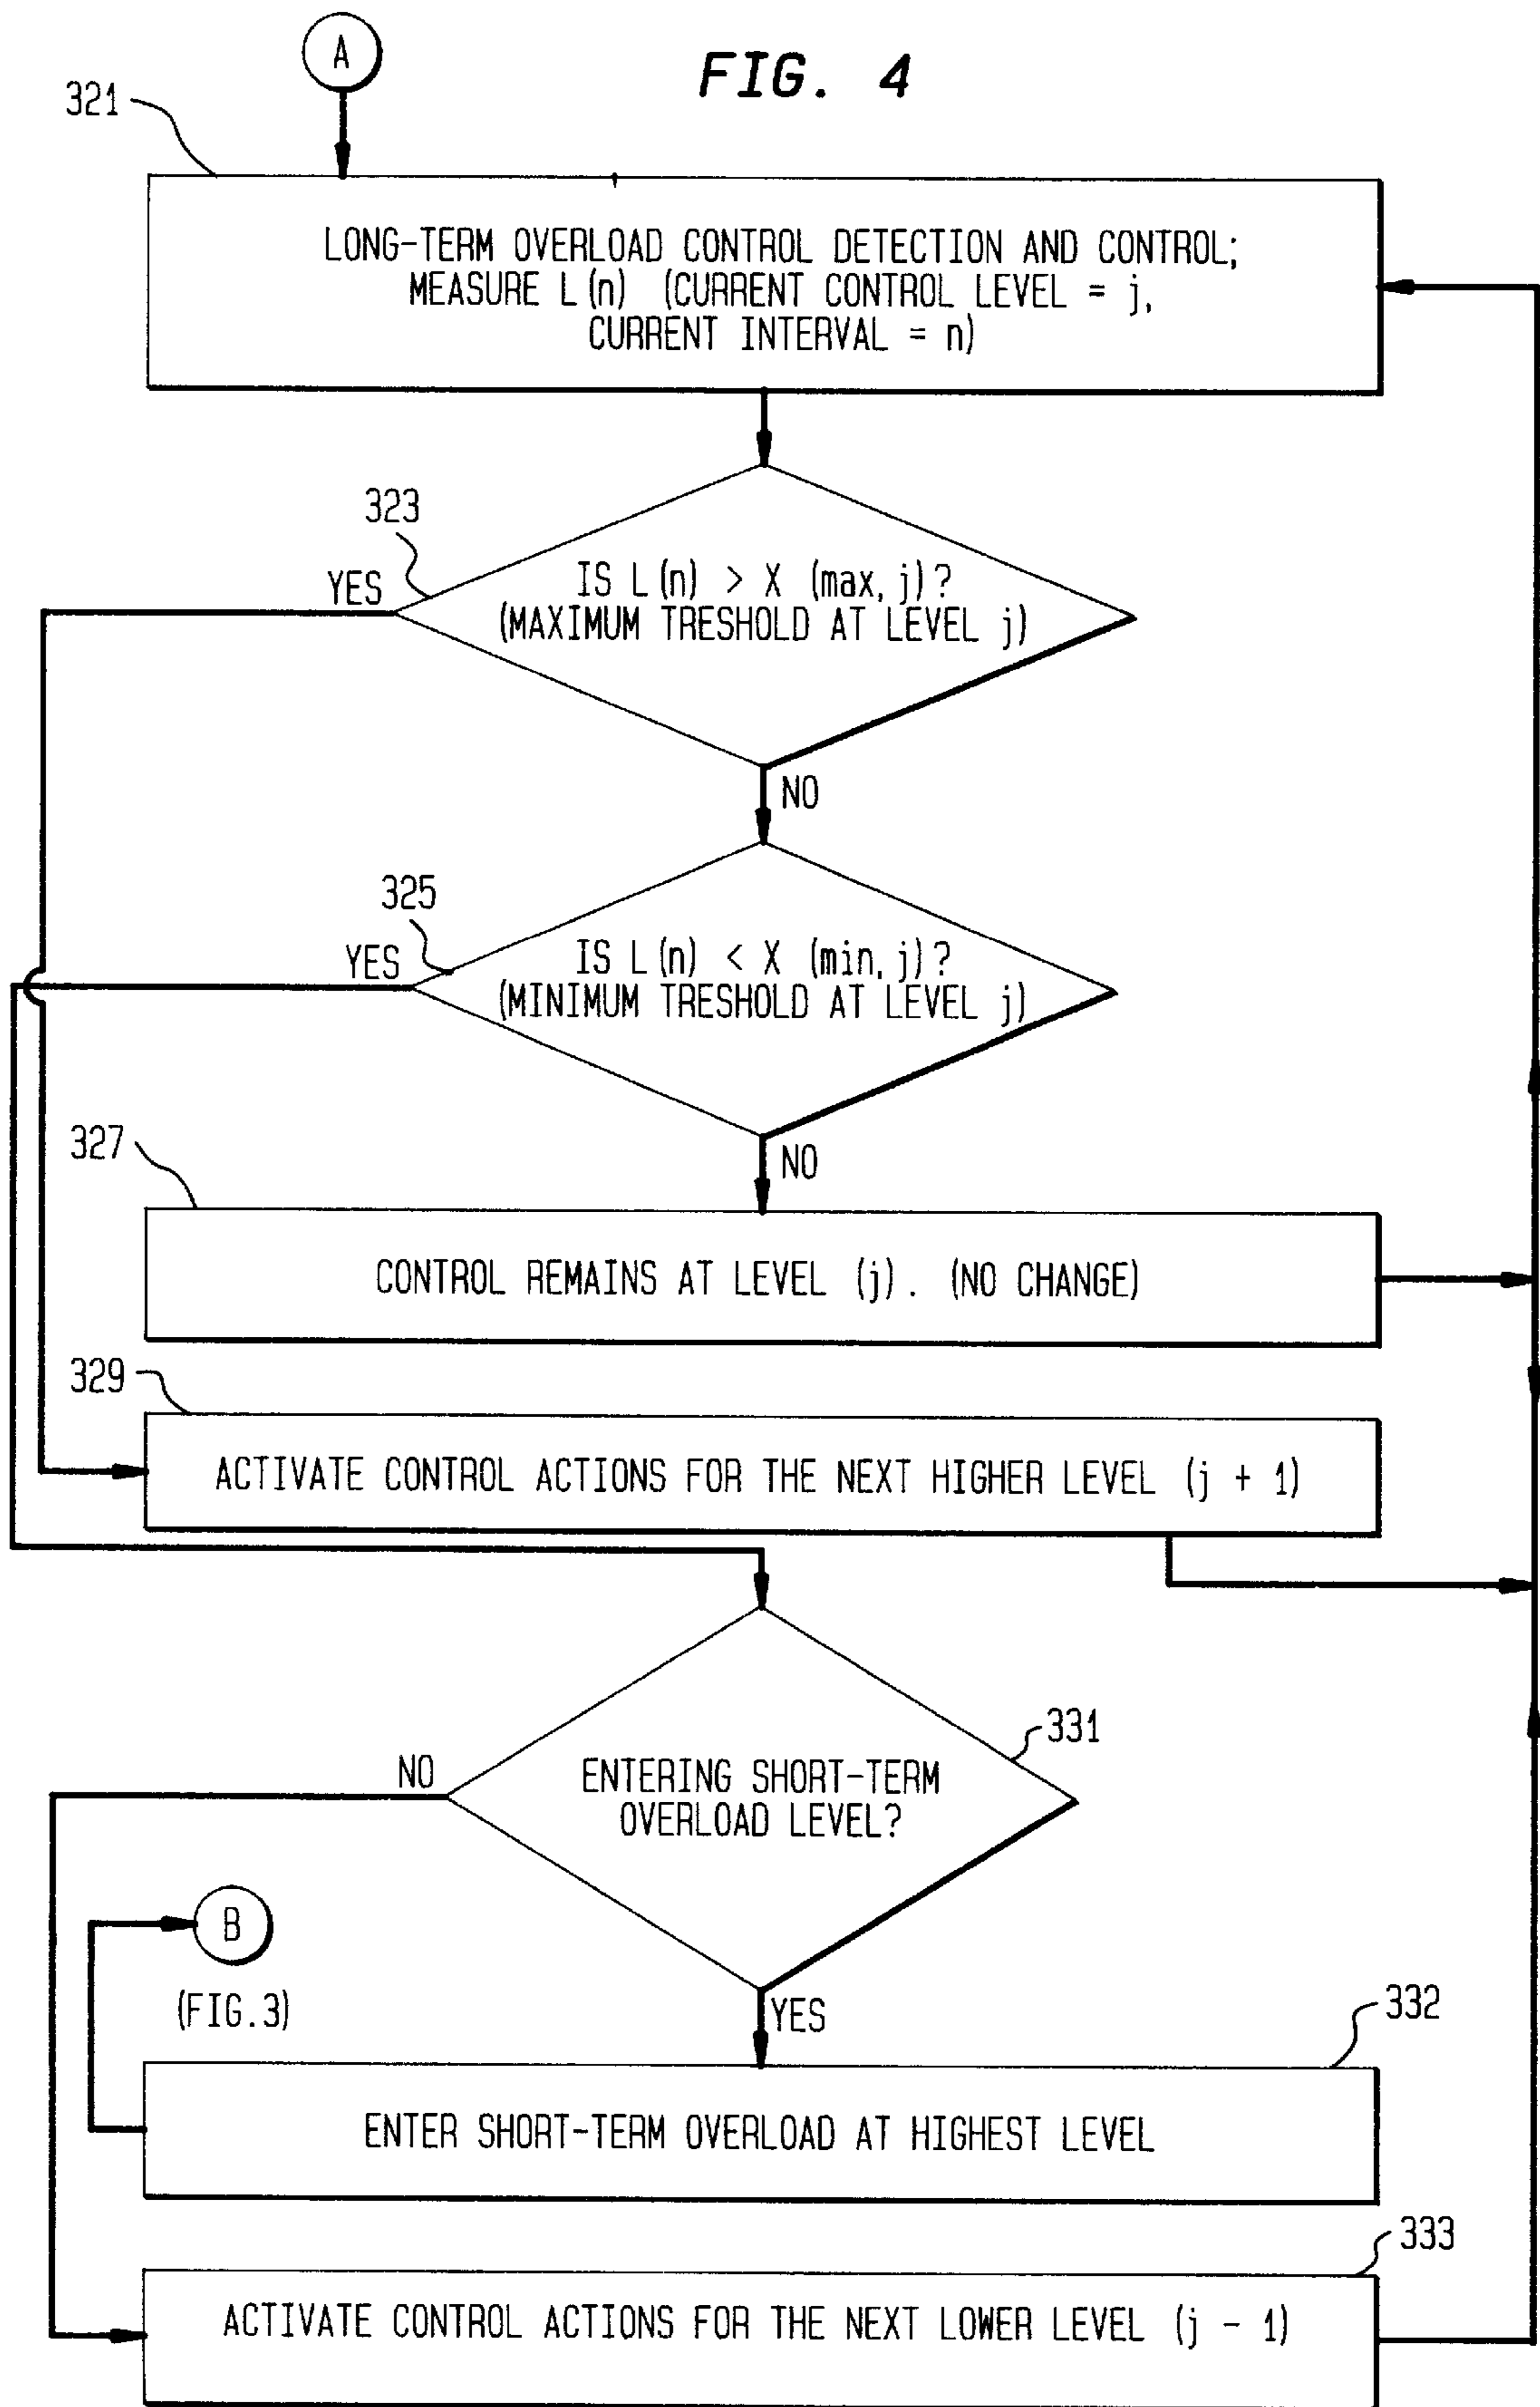 A
FIG. 4
321
LONG-TERM OVERLOAD CONTROL DETECTION AND CONTROL;
MEASURE L(n) (CURRENT CONTROL LEVEL = j,
CURRENT INTERVAL = n)
323
YES
IS L(n) > X (max, j)?
(MAXIMUM TRESHOLD AT LEVEL j)
NO
325
YES
IS L(n) < X (min, j)?
(MINIMUM TRESHOLD AT LEVEL j)
NO
327
CONTROL REMAINS AT LEVEL (j). (NO CHANGE)
329
ACTIVATE CONTROL ACTIONS FOR THE NEXT HIGHER LEVEL (j + 1)
331
NO
ENTERING SHORT-TERM
OVERLOAD LEVEL?
B
(FIG.3)
YES
332
ENTER SHORT-TERM OVERLOAD AT HIGHEST LEVEL
333
ACTIVATE CONTROL ACTIONS FOR THE NEXT LOWER LEVEL (j - 1)